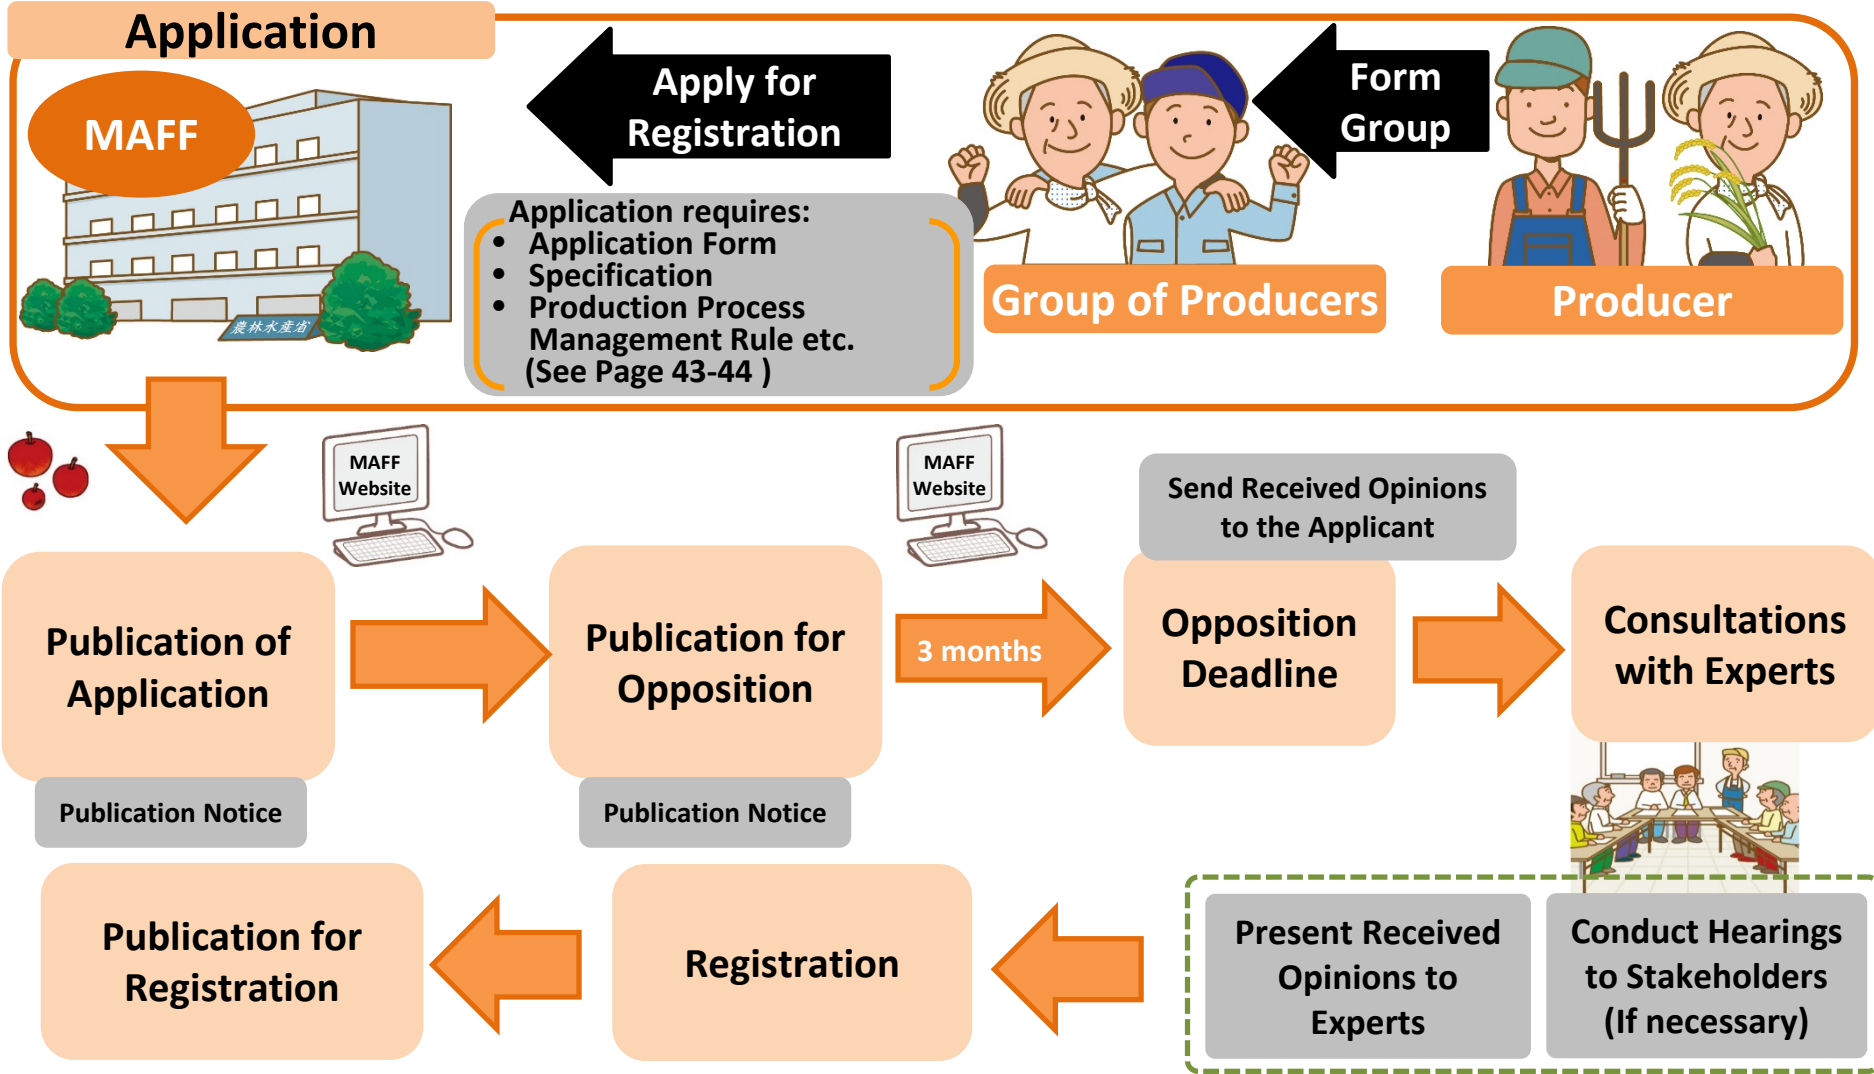 Application
MAFF
Apply for
Registration
Form
Group
農林水産省
Application requires:
• Application Form
• Specification
• Production Process
Management Rule etc.
(See Page 43-44 )
Group of Producers
Producer
MAFF
Website
MAFF
Website
Send Received Opinions
to the Applicant
Publication of
Application
Publication for
Opposition
3 months
Opposition
Deadline
Consultations
with Experts
Publication Notice
Publication Notice
Publication for
Registration
Registration
Present Received
Opinions to
Experts
Conduct Hearings
to Stakeholders
(If necessary)